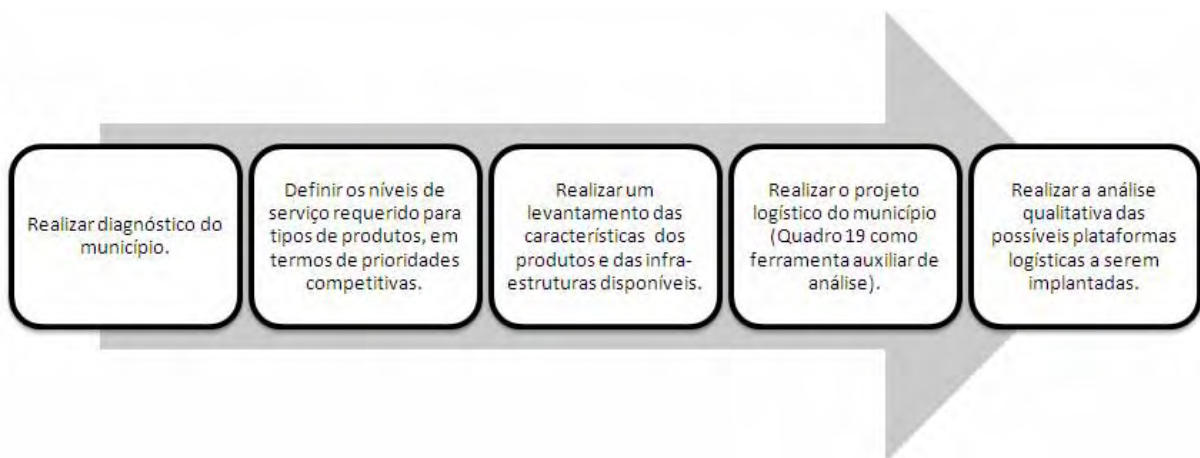 Realizar diagnóstico do
município.
Definir os níveis de
serviço requerido para
tipos de produtos, em
termos de prioridades
competitivas.
Realizar um
levantamento das
características dos
produtos e das infra-
estruturas disponíveis.
Realizar o projeto
logístico do município
(Quadro 19 como
ferramenta auxiliar de
análise).
Realizar a análise
qualitativa das
possíveis plataformas
logísticas a serem
implantadas.